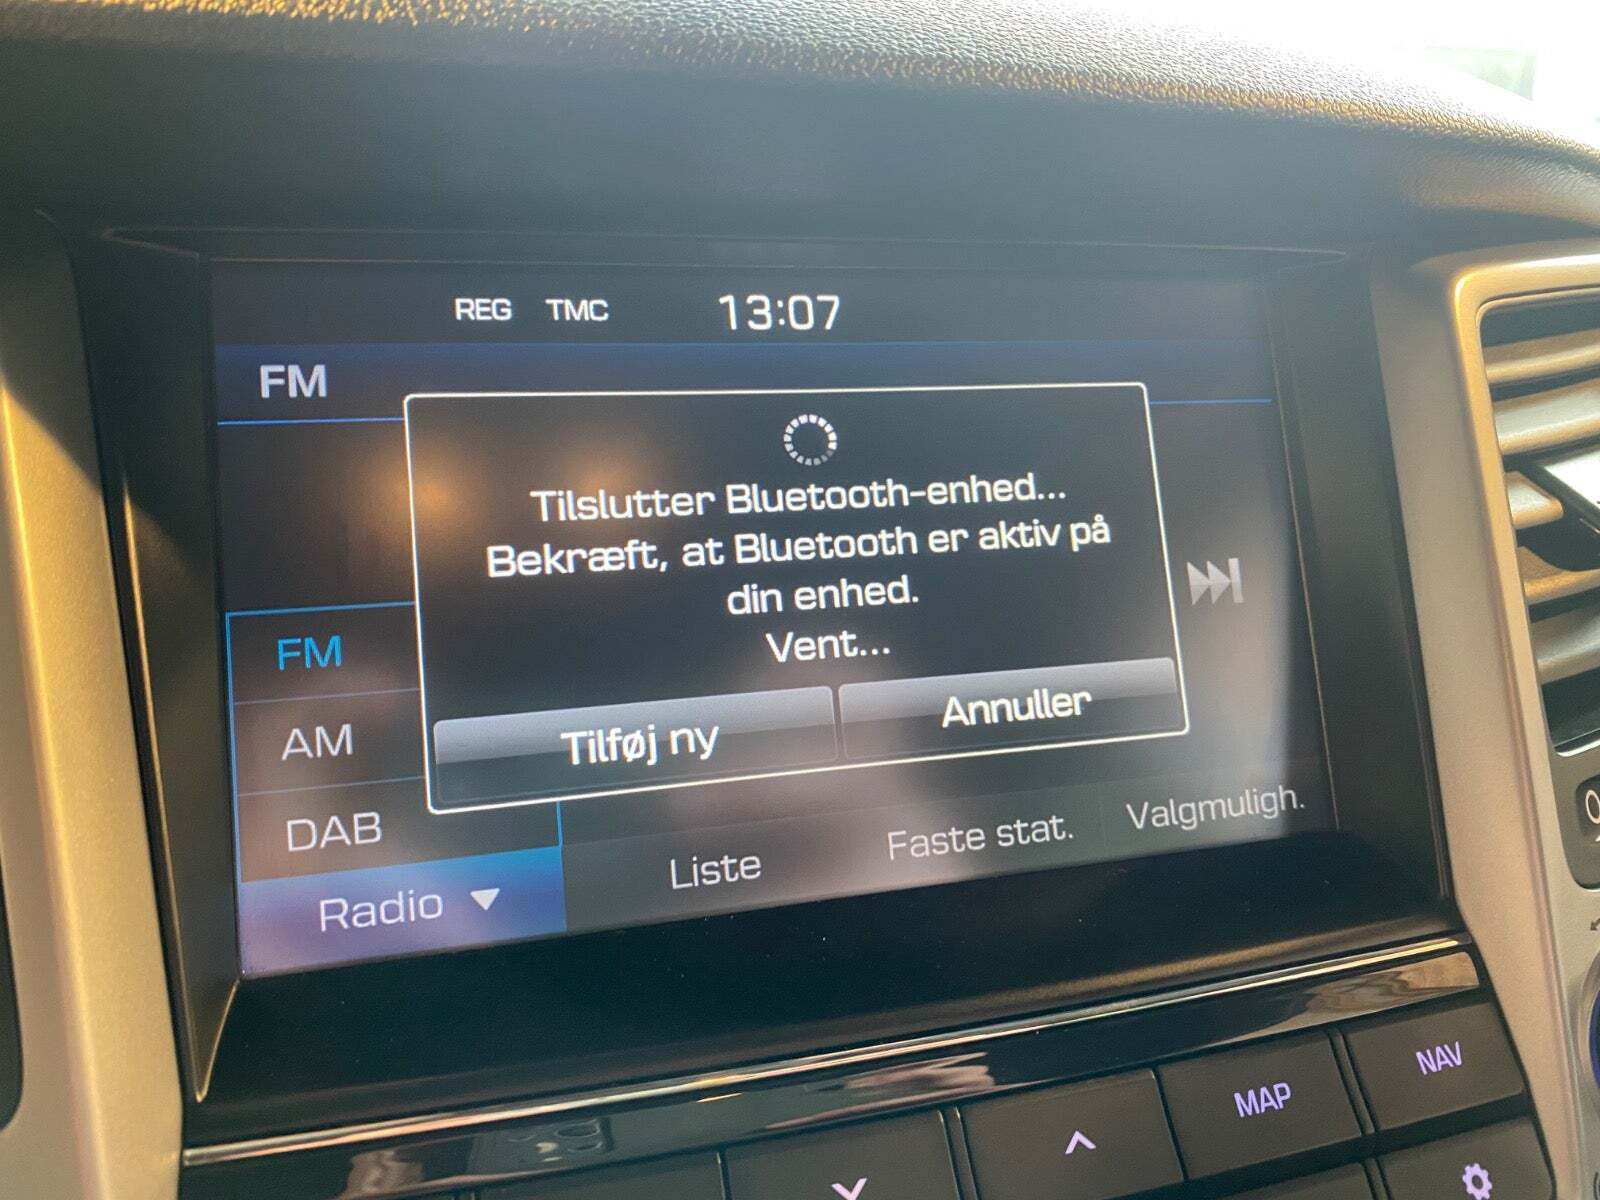 REG TMC 13:07
FM
Tilslutter Bluetooth-enhed...
Bekræft, at Bluetooth er aktiv på
din enhed.
Vent...
Tilføj ny
Annuller
FM
AM
DAB
Radio
Liste
Faste stat.
Valgmuligh.
MAP
NAV